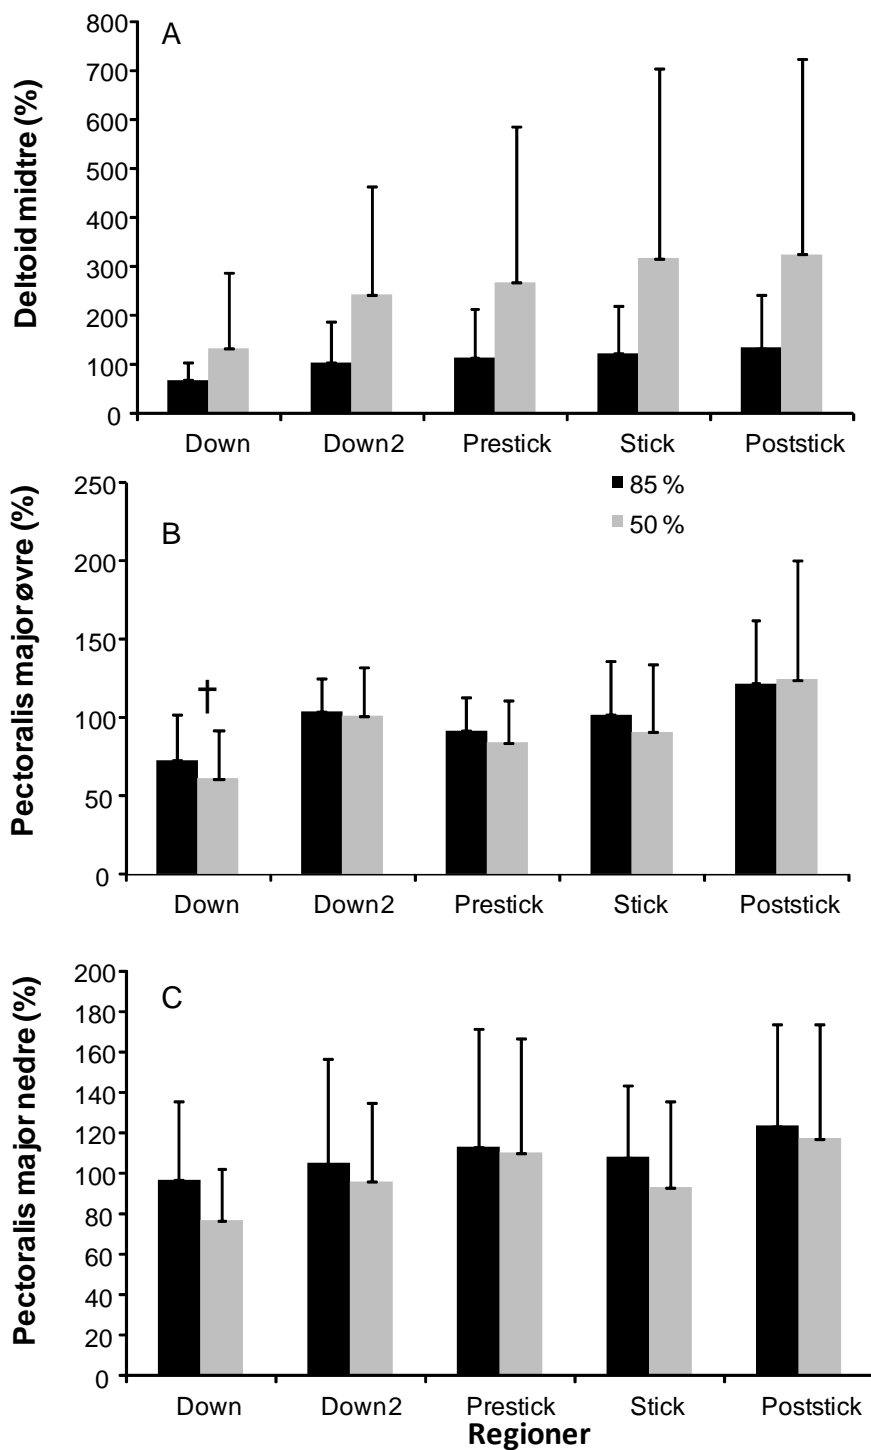 A
Deltoid midtre (%)
800
700
600
500
400
300
200
100
0
Down Down2 Prestick Stick Poststick
85 %
50 %
B
Pectoralis major øvre (%)
250
200
150
100
50
0
†
Down Down2 Prestick Stick Poststick
C
Pectoralis major nedre (%)
200
180
160
140
120
100
80
60
40
20
0
Down Down2 Prestick Stick Poststick
Regioner